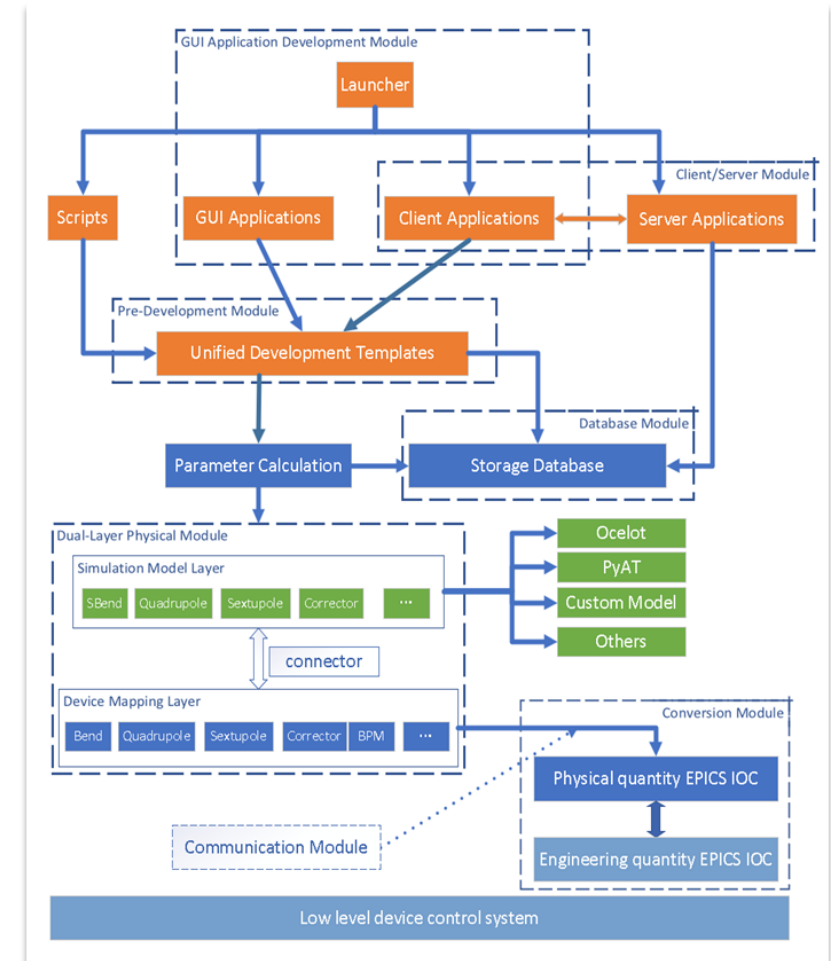 GUI Application Development Module
Launcher
Client/Server Module
Scripts
GUI Applications
Client Applications
Server Applications
Pre-Development Module
Unified Development Templates
Database Module
Parameter Calculation
Storage Database
Dual-Layer Physical Module
Simulation Model Layer
SBend
Quadrupole
Sextupole
Corrector
...
Ocelot
PyAT
Custom Model
Others
connector
Device Mapping Layer
Bend
Quadrupole
Sextupole
Corrector
BPM
...
Conversion Module
Physical quantity EPICS IOC
Communication Module
Engineering quantity EPICS IOC
Low level device control system